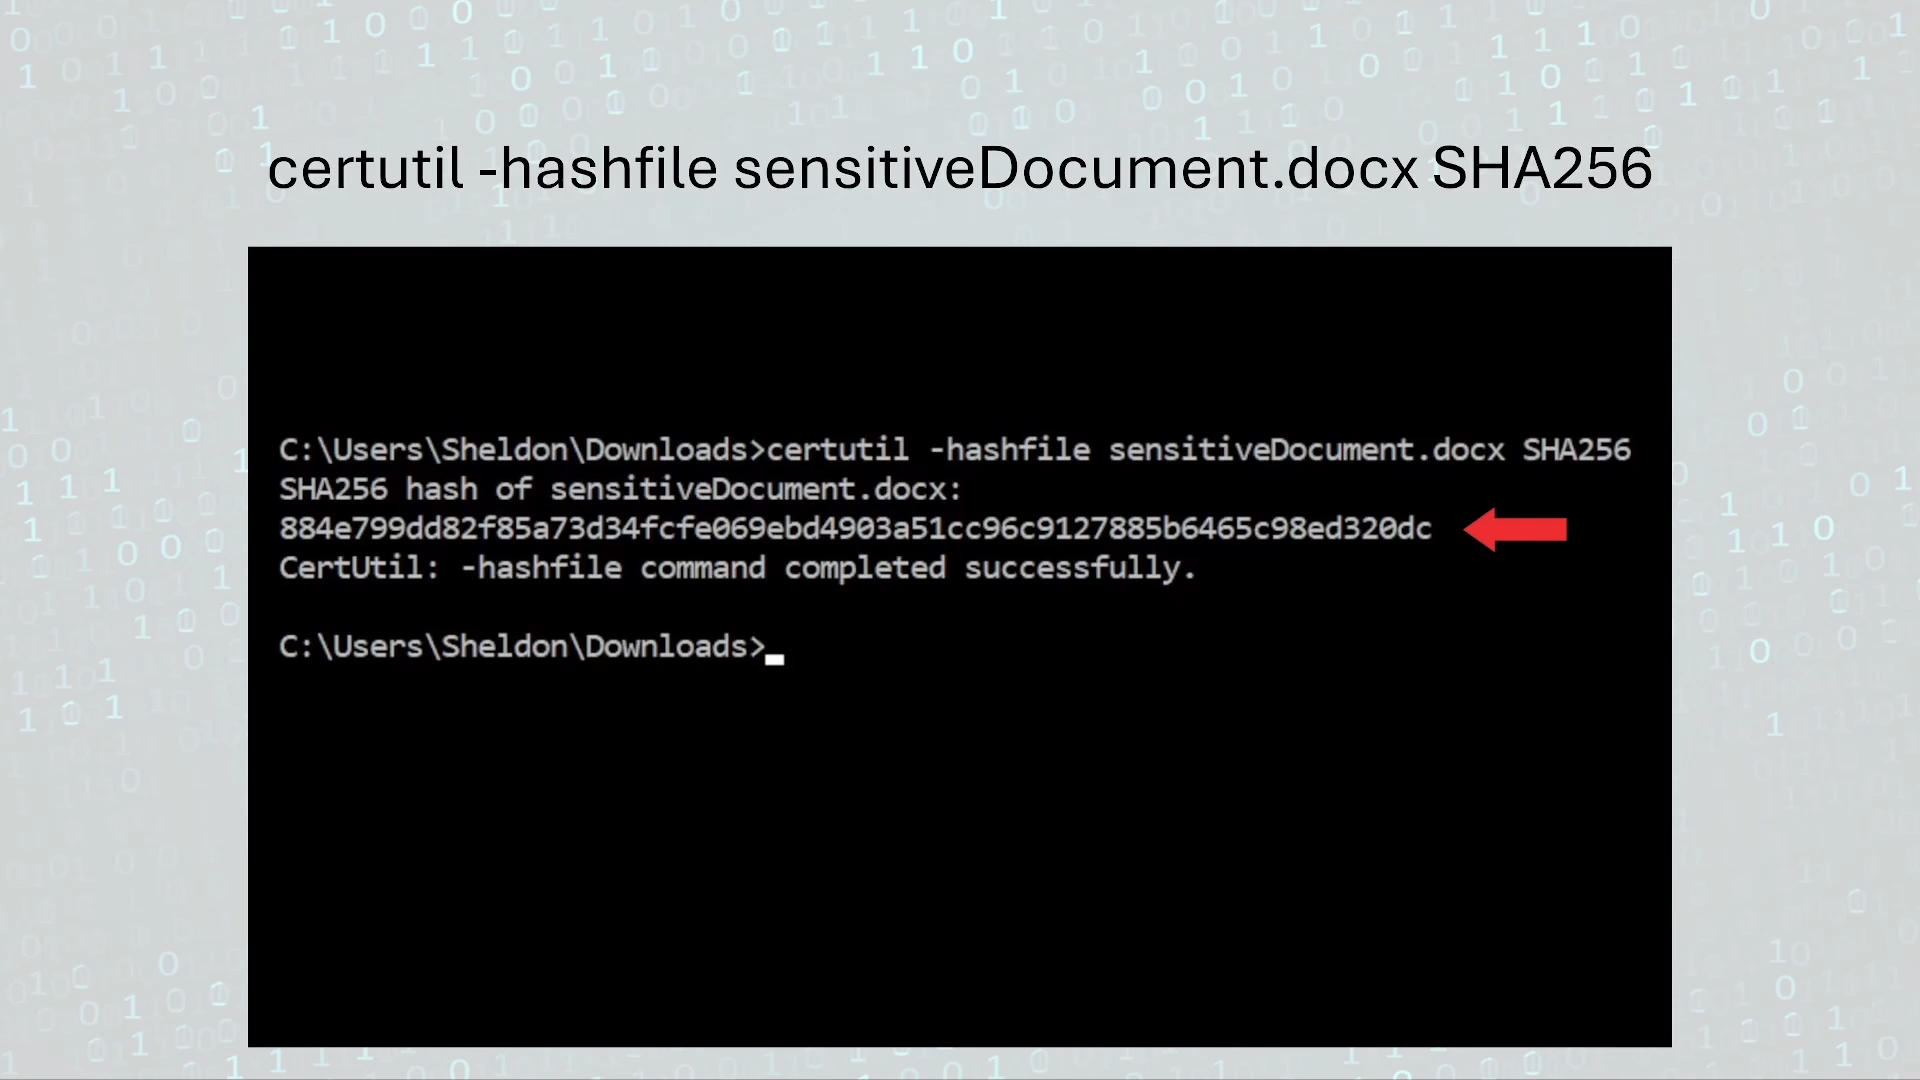 certutil -hashfile sensitiveDocument.docx SHA256
C:\Users\Sheldon\Downloads>certutil -hashfile sensitiveDocument.docx SHA256
SHA256 hash of sensitiveDocument.docx:
884e799dd82f85a73d34fcfe069ebd4903a51cc96c9127885b6465c98ed320dc
CertUtil: -hashfile command completed successfully.
C:\Users\Sheldon\Downloads>